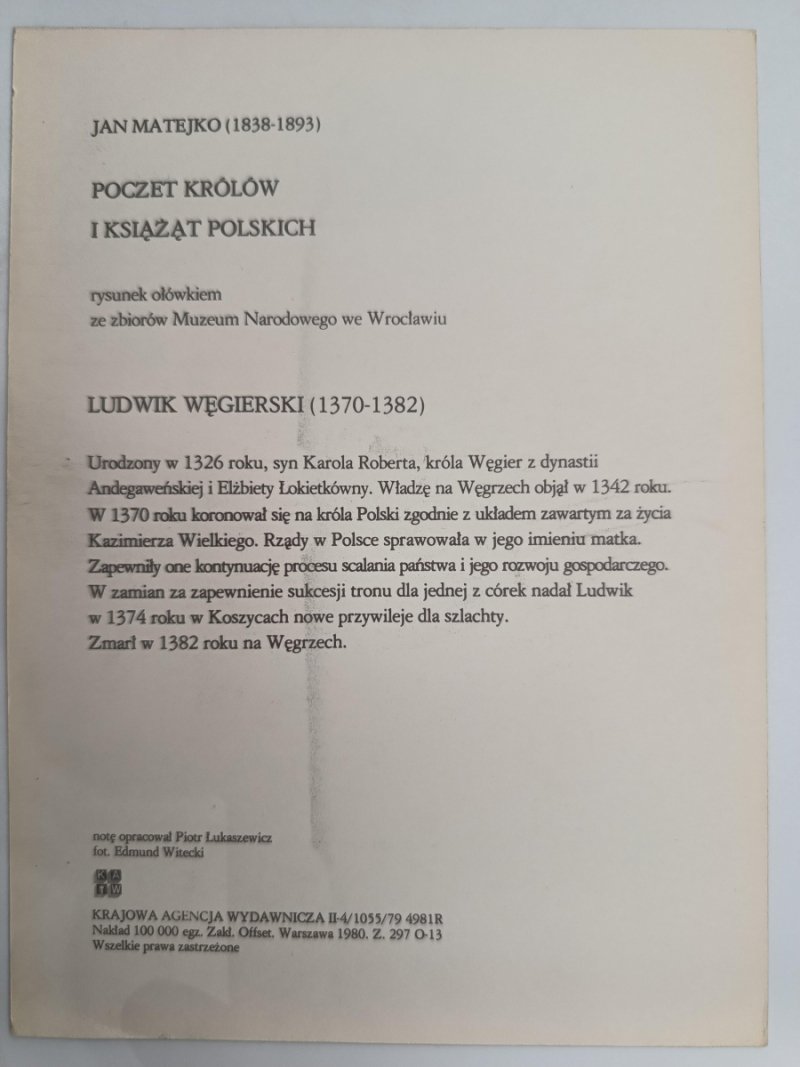 JAN MATEJKO (1838-1893)
POCZET KRÓLÓW
I KSIĄŻĄT POLSKICH
rysunek ołówkiem
ze zbiorów Muzeum Narodowego we Wrocławiu
LUDWIK WĘGIERSKI (1370-1382)
Urodzony w 1326 roku, syn Karola Roberta, króla Węgier z dynastii
Andegaweńskiej i Elżbiety Łokietkówny. Władzę na Węgrzech objął w 1342 roku.
W 1370 roku koronował się na króla Polski zgodnie z układem zawartym za życia
Kazimierza Wielkiego. Rządy w Polsce sprawowała w jego imieniu matka.
Zapewniły one kontynuację procesu scalania państwa i jego rozwoju gospodarczego.
W zamian za zapewnienie sukcesji tronu dla jednej z córek nadał Ludwik
w 1374 roku w Koszycach nowe przywileje dla szlachty.
Zmarł w 1382 roku na Węgrzech.
notę opracował Piotr Łukaszewicz
fot. Edmund Witecki
K A
T W
KRAJOWA AGENCJA WYDAWNICZA II-4/1055/79 4981R
Nakład 100 000 egz. Zakł. Offset. Warszawa 1980. Z. 297 O-13
Wszelkie prawa zastrzeżone